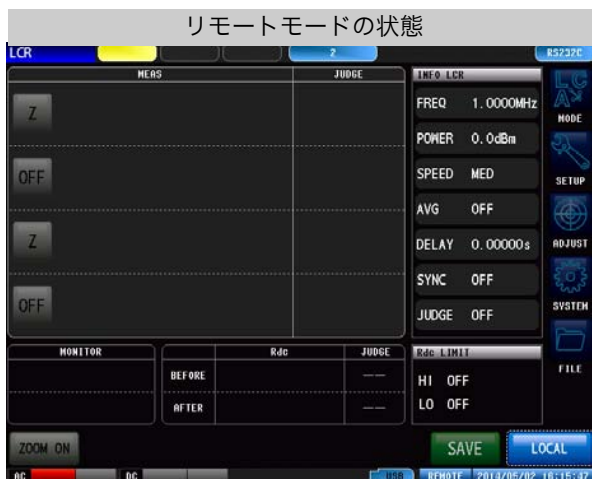 リモートモードの状態
LCR 2 RS232C
MEAS JUDGE INFO LCR
Z
OFF
Z
OFF
FREQ 1.0000MHz
POWER 0.0dBm
SPEED MED
AVG OFF
DELAY 0.00000s
SYNC OFF
JUDGE OFF
MODE
SETUP
ADJUST
SYSTEM
FILE
MONITOR Rdc JUDGE
BEFORE ---
AFTER ---
Rdc LIMIT
HI OFF
LO OFF
ZOOM ON SAVE LOCAL
AC DC USB REMOTE 2014/05/02 16:15:47